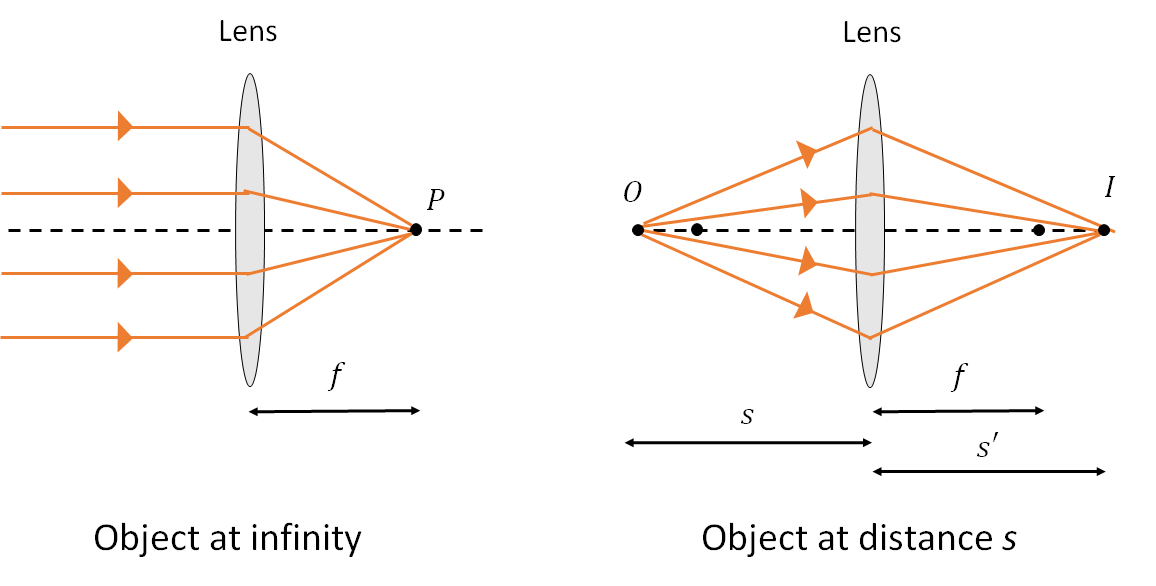 Lens
P
f
Object at infinity
Lens
O
I
f
s
s′
Object at distance s